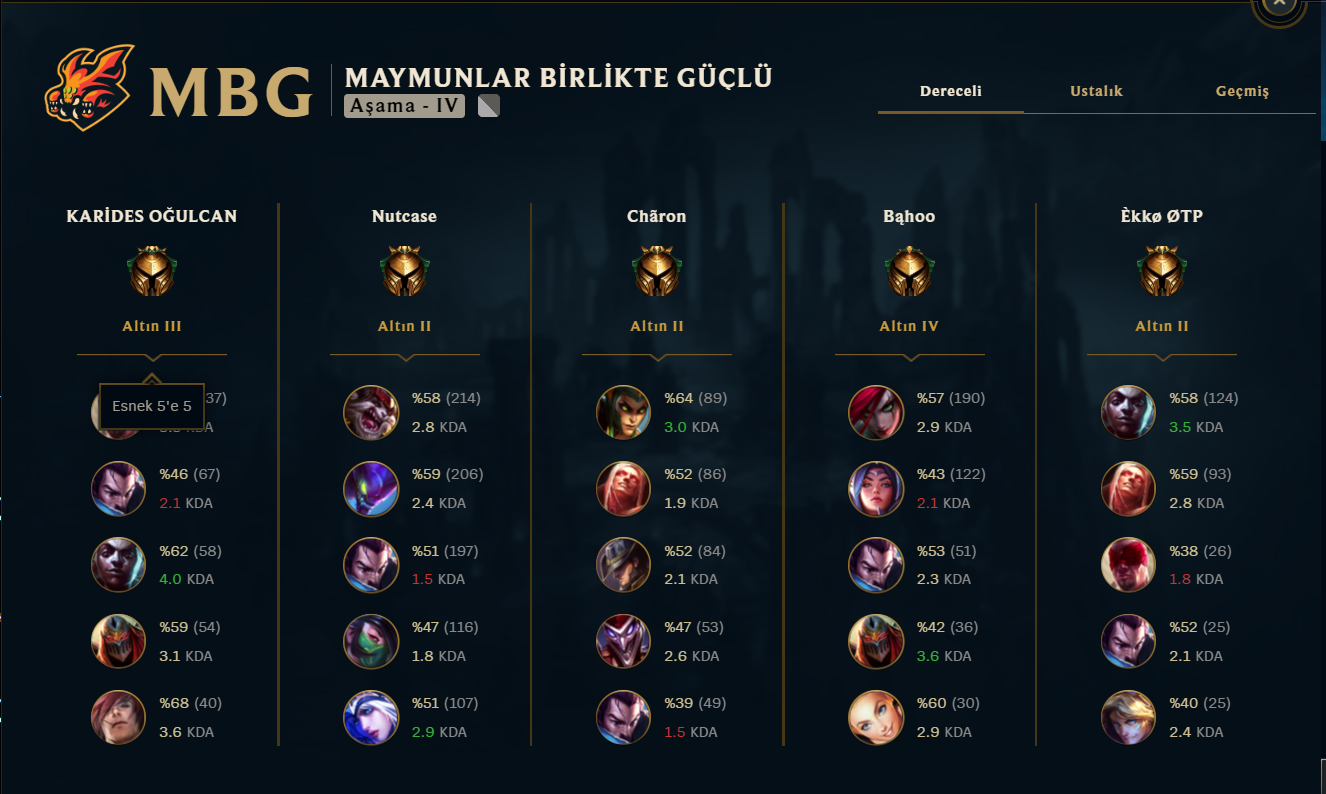 MBG
MAYMUNLAR BİRLİKTE GÜÇLÜ
Aşama - IV
Dereceli
Ustalık
Geçmiş
KARİDES OĞULCAN
Altın III
Esnek 5'e 5
37)
KDA
%46 (67)
2.1 KDA
%62 (58)
4.0 KDA
%59 (54)
3.1 KDA
%68 (40)
3.6 KDA
Nutcase
Altın II
%58 (214)
2.8 KDA
%59 (206)
2.4 KDA
%51 (197)
1.5 KDA
%47 (116)
1.8 KDA
%51 (107)
2.9 KDA
Chãron
Altın II
%64 (89)
3.0 KDA
%52 (86)
1.9 KDA
%52 (84)
2.1 KDA
%47 (53)
2.6 KDA
%39 (49)
1.5 KDA
Bąhoo
Altın IV
%57 (190)
2.9 KDA
%43 (122)
2.1 KDA
%53 (51)
2.3 KDA
%42 (36)
3.6 KDA
%60 (30)
2.9 KDA
Èkkø ØTP
Altın II
%58 (124)
3.5 KDA
%59 (93)
2.8 KDA
%38 (26)
1.8 KDA
%52 (25)
2.1 KDA
%40 (25)
2.4 KDA